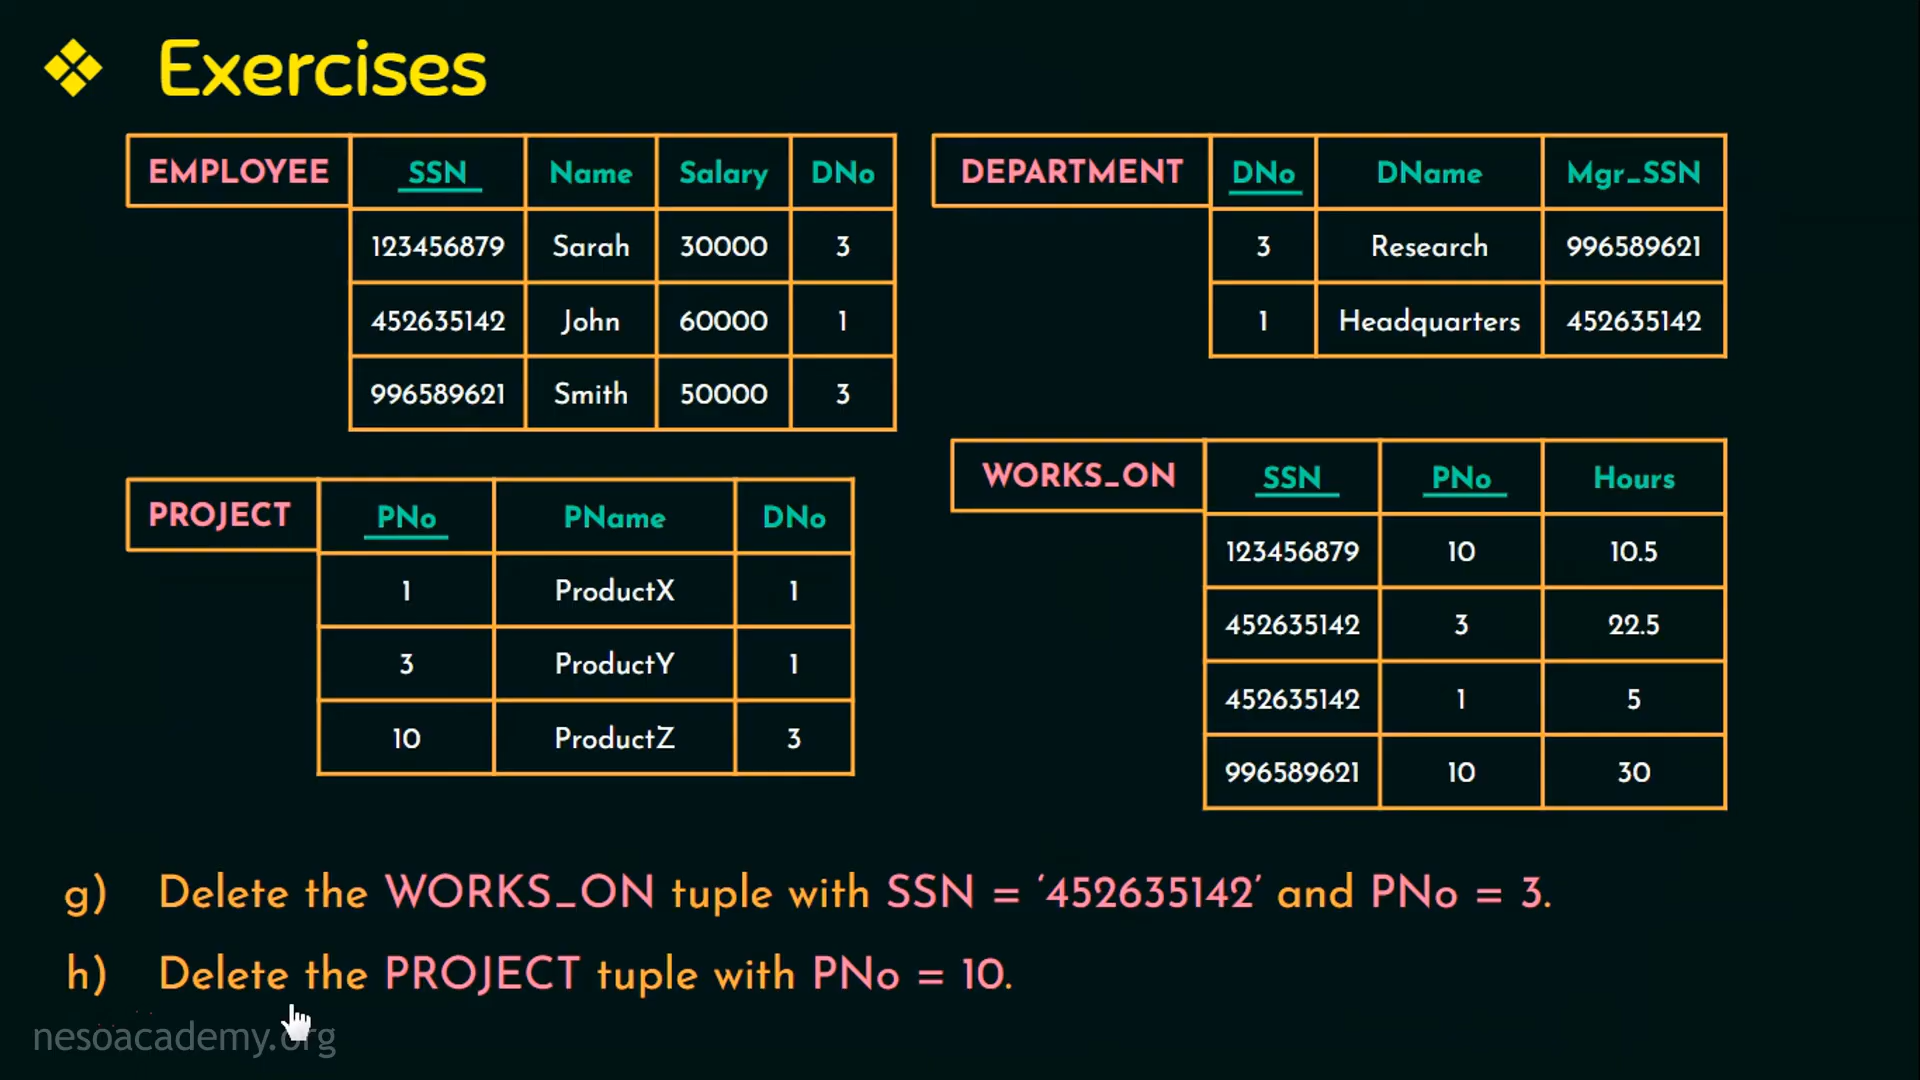 Exercises
EMPLOYEE SSN Name Salary DNo
123456879 Sarah 30000 3
452635142 John 60000 1
996589621 Smith 50000 3
DEPARTMENT DNo DName Mgr_SSN
3 Research 996589621
1 Headquarters 452635142
PROJECT PNo PName DNo
1 ProductX 1
3 ProductY 1
10 ProductZ 3
WORKS_ON SSN PNo Hours
123456879 10 10.5
452635142 3 22.5
452635142 1 5
996589621 10 30
g) Delete the WORKS_ON tuple with SSN = ‘452635142’ and PNo = 3.
h) Delete the PROJECT tuple with PNo = 10.
nesoacademy.org